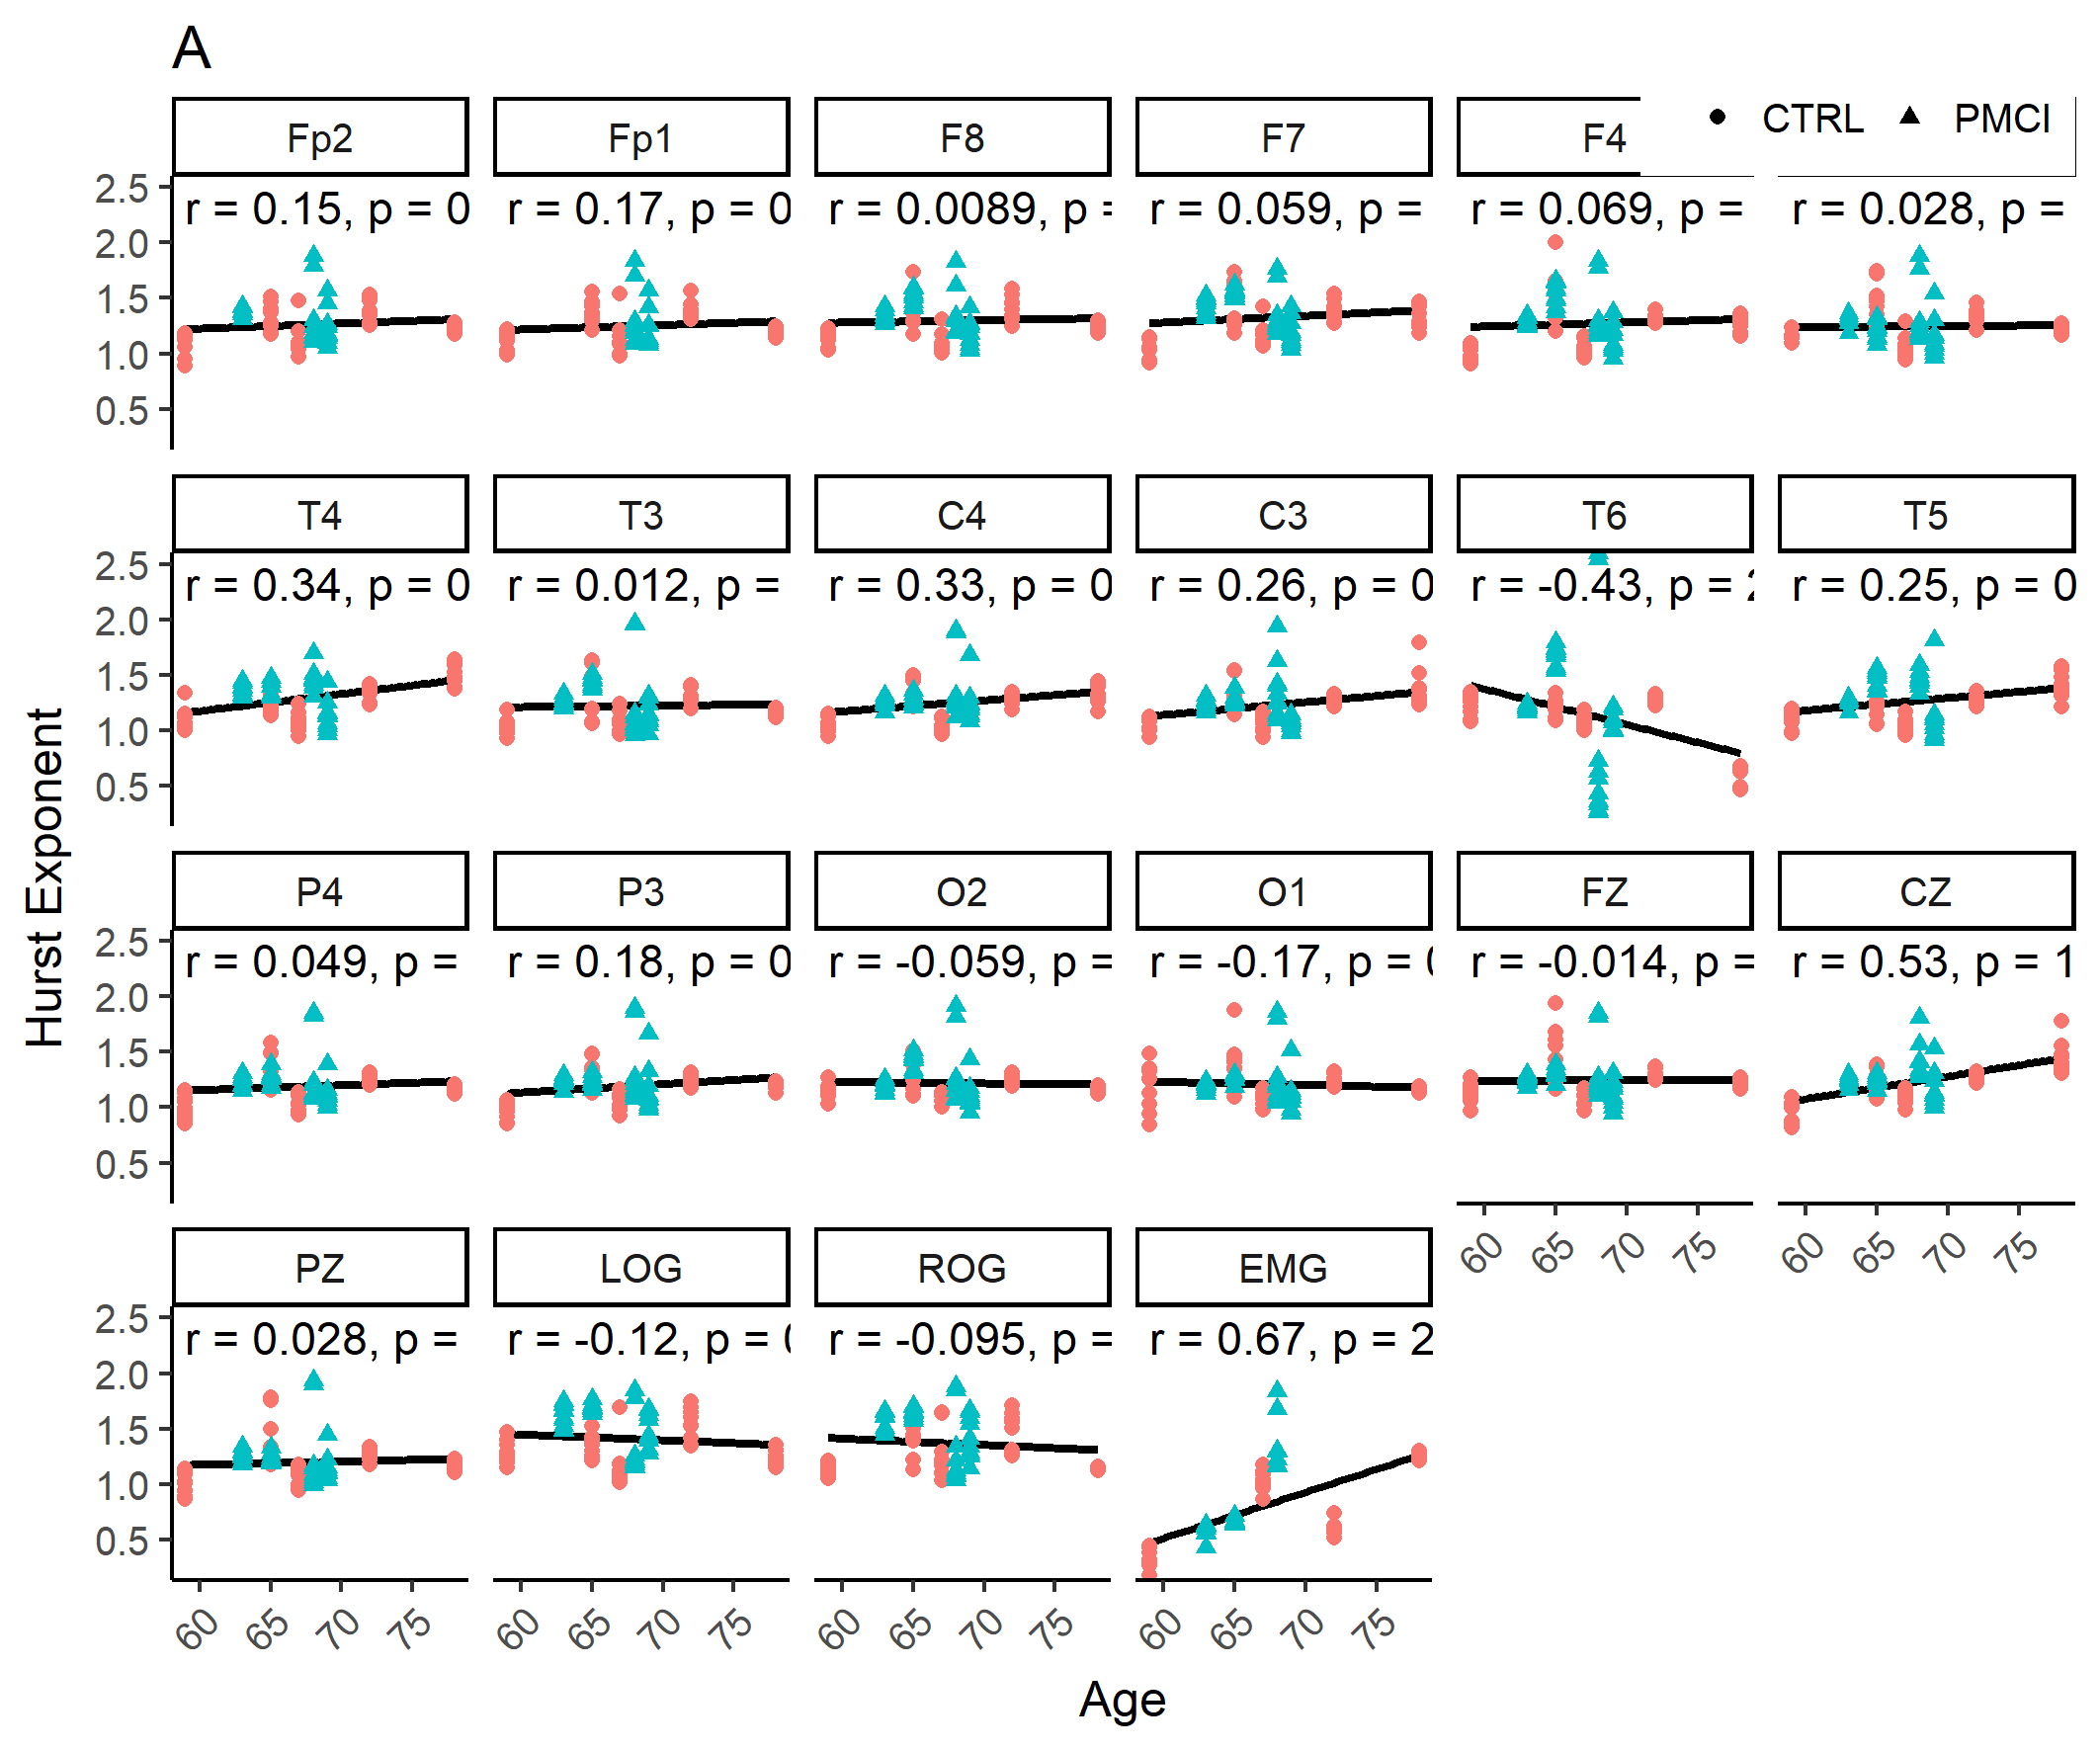 A
Fp2 Fp1 F8 F7 F4 CTRL PMCI
2.5 r = 0.15, p = 0 r = 0.17, p = 0 r = 0.0089, p = r = 0.059, p = r = 0.069, p = r = 0.028, p =
2.0
1.5
1.0
0.5
T4 T3 C4 C3 T6 T5
2.5 r = 0.34, p = 0 r = 0.012, p = r = 0.33, p = 0 r = 0.26, p = 0 r = -0.43, p = 2 r = 0.25, p = 0
2.0
1.5
1.0
0.5
Hurst Exponent
P4 P3 O2 O1 FZ CZ
2.5 r = 0.049, p = r = 0.18, p = 0 r = -0.059, p = r = -0.17, p = 0 r = -0.014, p = r = 0.53, p = 1
2.0
1.5
1.0
0.5
60 65 70 75 60 65 70 75
PZ LOG ROG EMG
2.5 r = 0.028, p = r = -0.12, p = 0 r = -0.095, p = r = 0.67, p = 2
2.0
1.5
1.0
0.5
60 65 70 75 60 65 70 75 60 65 70 75 60 65 70 75
Age